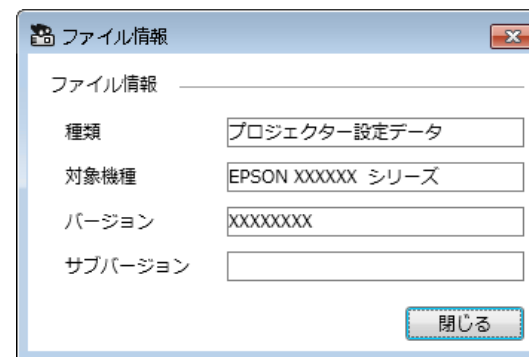 ファイル情報
ファイル情報
種類 プロジェクター設定データ
対象機種 EPSON XXXXXX シリーズ
バージョン XXXXXXXX
サブバージョン
閉じる